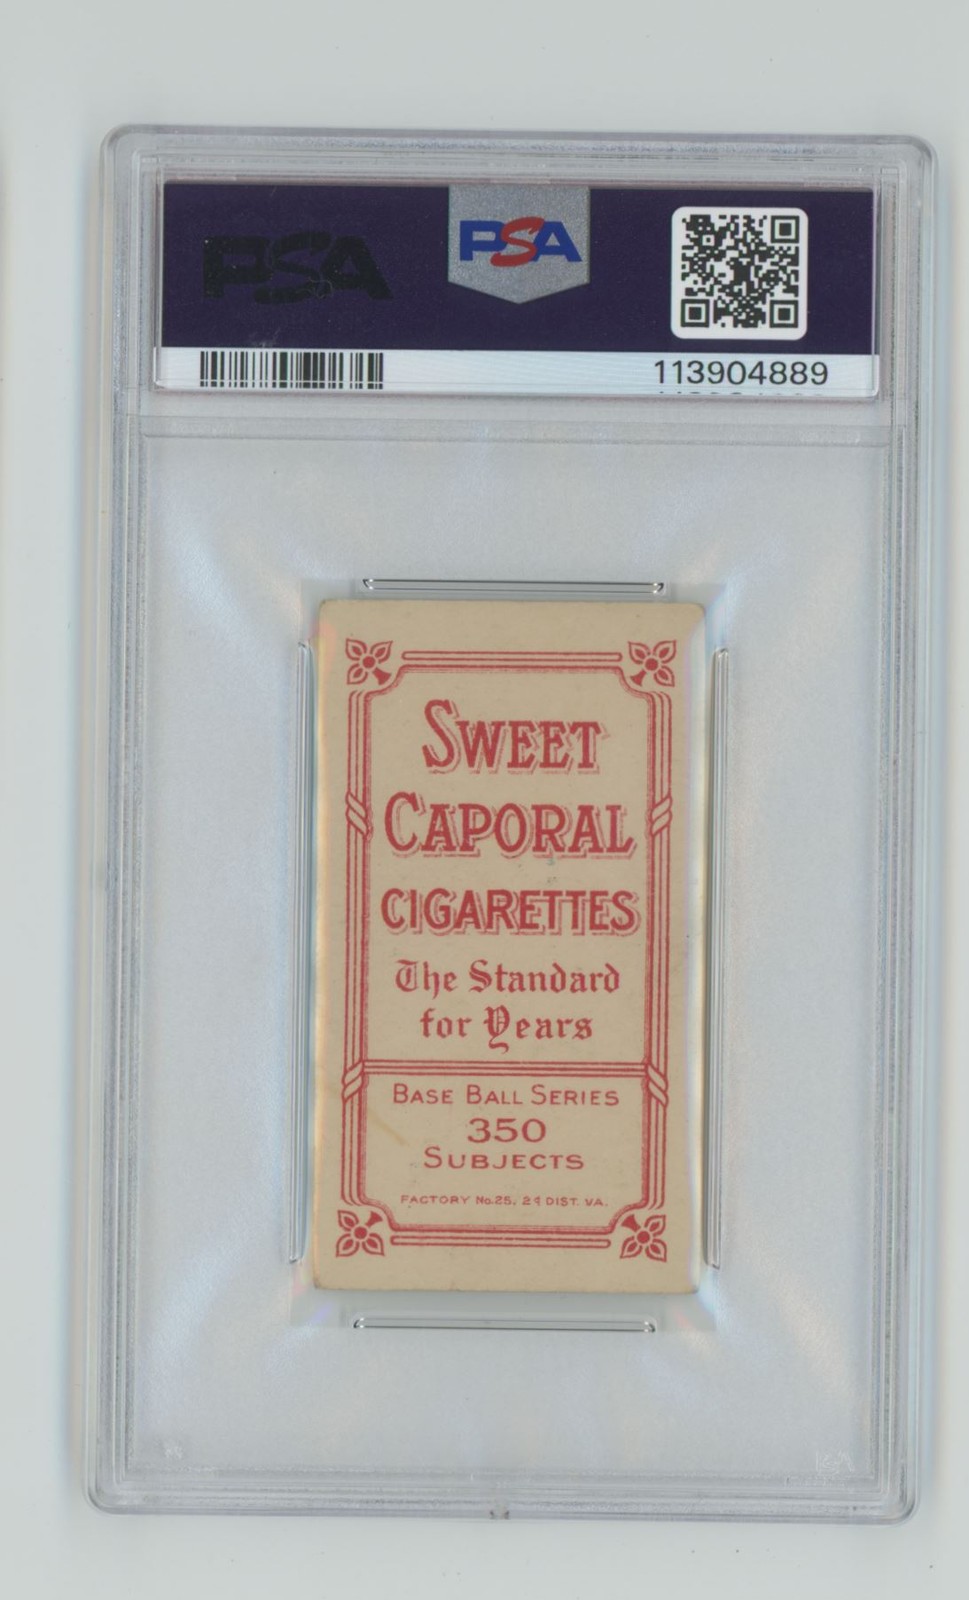 PSA PSA
113904889
SWEET
CAPORAL
CIGARETTES
The Standard
for Years
BASE BALL SERIES
350
SUBJECTS
FACTORY No.25, 2d DIST. VA.